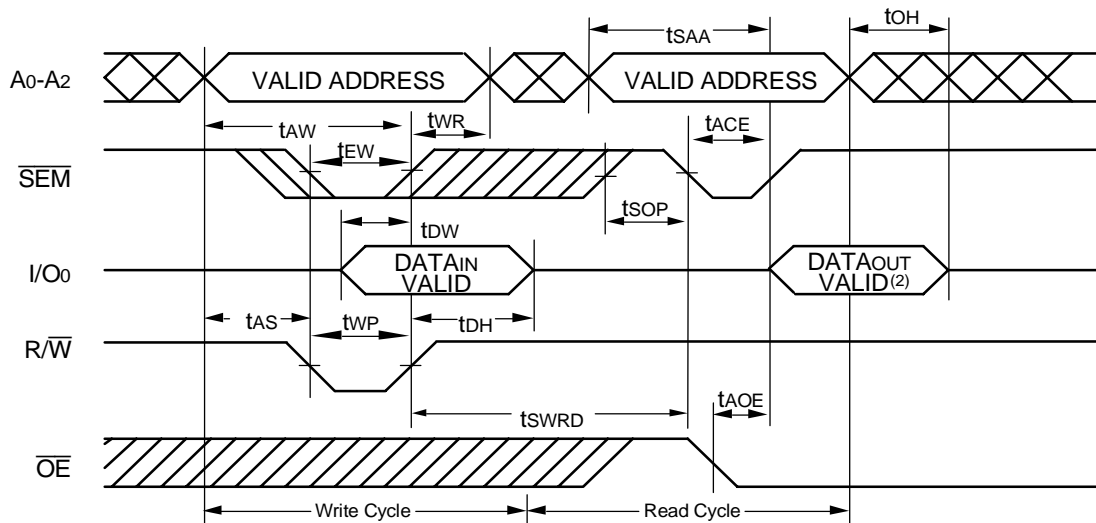 tSAA
tOH
A0-A2
VALID ADDRESS
VALID ADDRESS
tAW
tWR
tACE
tEW
SEM
tSOP
tDW
I/O0
DATAIN
VALID
DATAOUT
VALID(2)
tAS
tWP
tDH
R/W
tAOE
tSWRD
OE
Write Cycle
Read Cycle